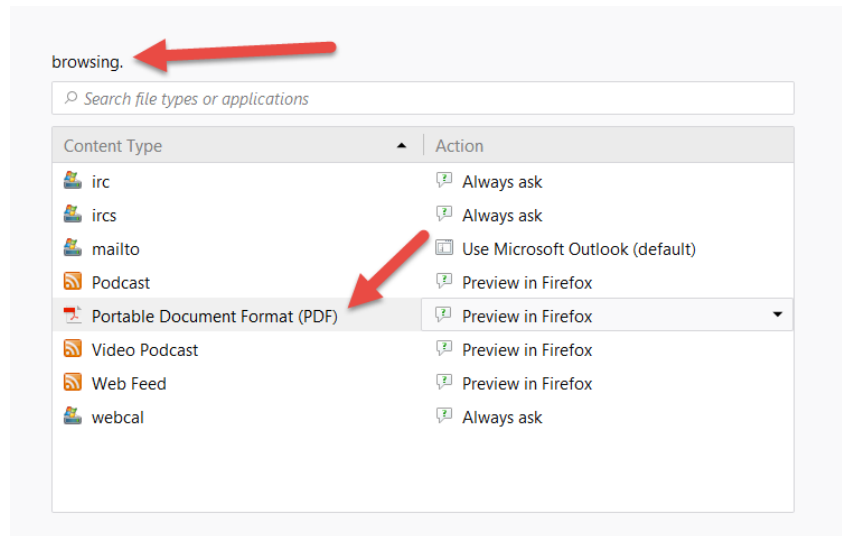 browsing.
Search file types or applications
Content Type Action
irc Always ask
ircs Always ask
mailto Use Microsoft Outlook (default)
Podcast Preview in Firefox
Portable Document Format (PDF) Preview in Firefox
Video Podcast Preview in Firefox
Web Feed Preview in Firefox
webcal Always ask